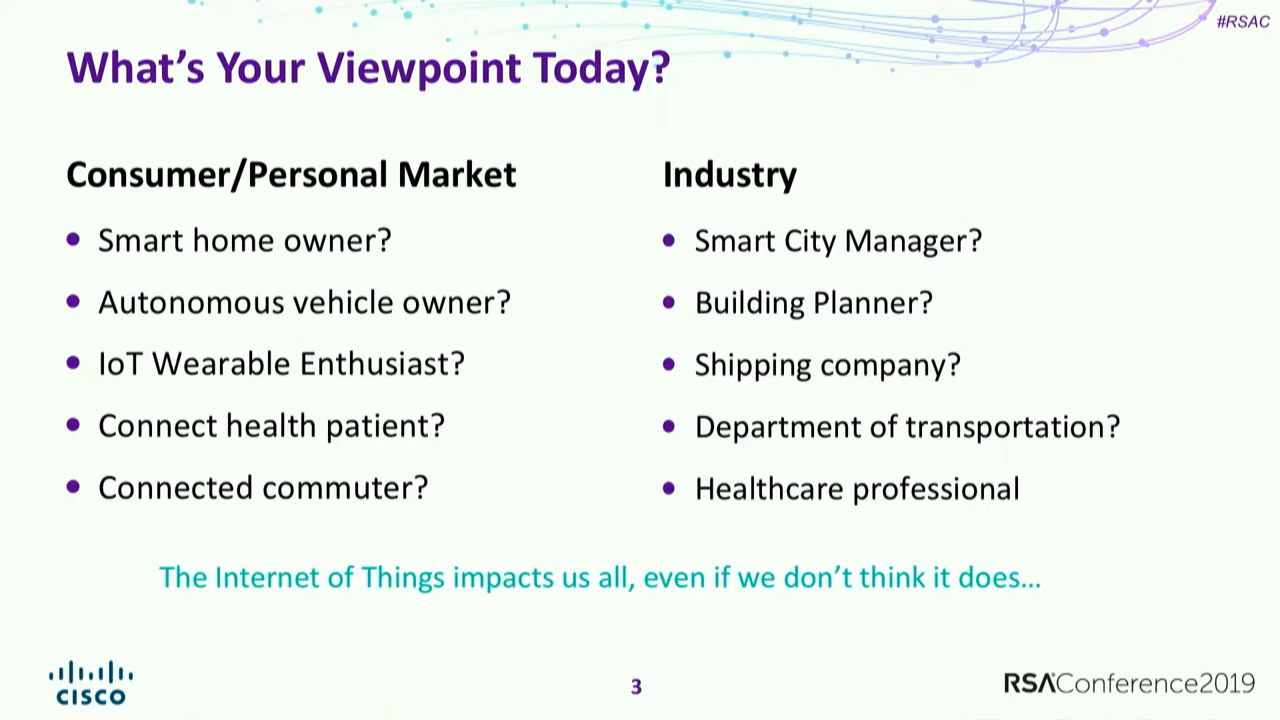 #RSAC
What's Your Viewpoint Today?
Consumer/Personal Market
• Smart home owner?
• Autonomous vehicle owner?
• IoT Wearable Enthusiast?
• Connect health patient?
• Connected commuter?
Industry
• Smart City Manager?
• Building Planner?
• Shipping company?
• Department of transportation?
• Healthcare professional
The Internet of Things impacts us all, even if we don't think it does...
CISCO
3
RSAConference2019